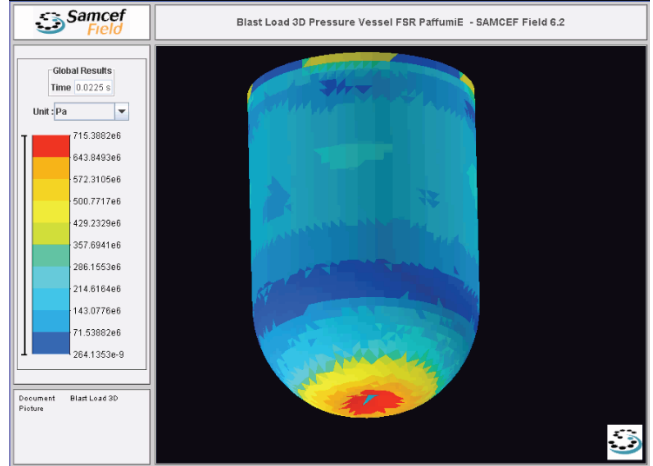 Samcef
Field
Blast Load 3D Pressure Vessel FSR PaffumiE - SAMCEF Field 6.2
Global Results
Time 0.0225 s
Unit : Pa
715.3882e6
643.8493e6
572.3105e6
500.7717e6
429.2329e6
357.6941e6
286.1553e6
214.6164e6
143.0776e6
71.53882e6
264.1353e-9
Document Blast Load 3D
Picture